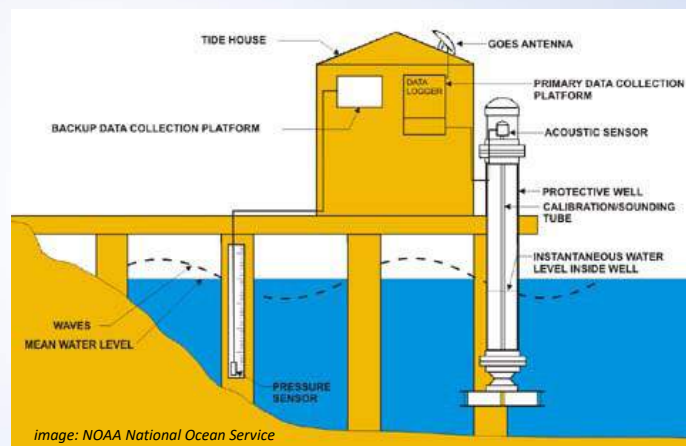 TIDE HOUSE
GOES ANTENNA
DATA
LOGGER
PRIMARY DATA COLLECTION
PLATFORM
BACKUP DATA COLLECTION PLATFORM
ACOUSTIC SENSOR
PROTECTIVE WELL
CALIBRATION/SOUNDING
TUBE
INSTANTANEOUS WATER
LEVEL INSIDE WELL
WAVES
MEAN WATER LEVEL
PRESSURE
SENSOR
image: NOAA National Ocean Service